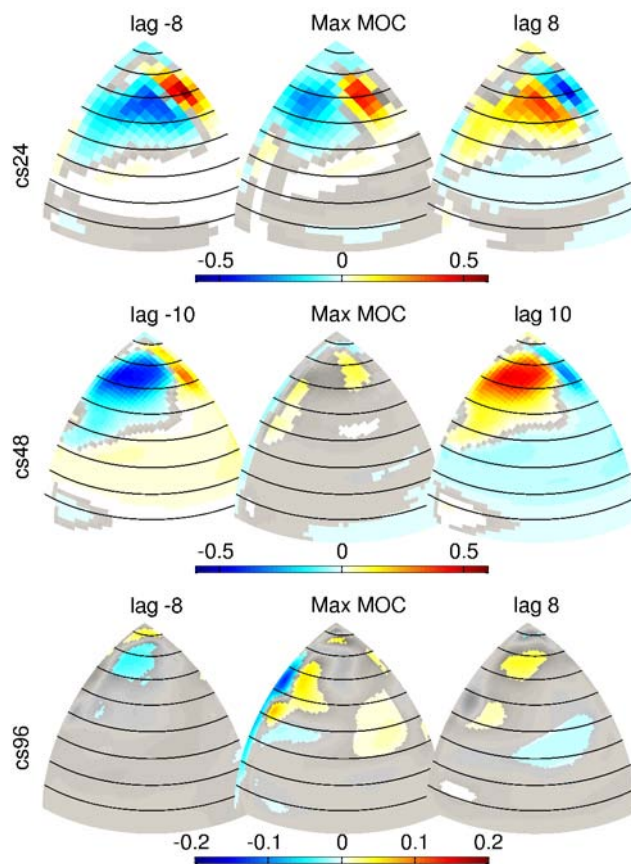 lag -8 Max MOC lag 8
cs24
-0.5 0 0.5
lag -10 Max MOC lag 10
cs48
-0.5 0 0.5
lag -8 Max MOC lag 8
cs96
-0.2 -0.1 0 0.1 0.2